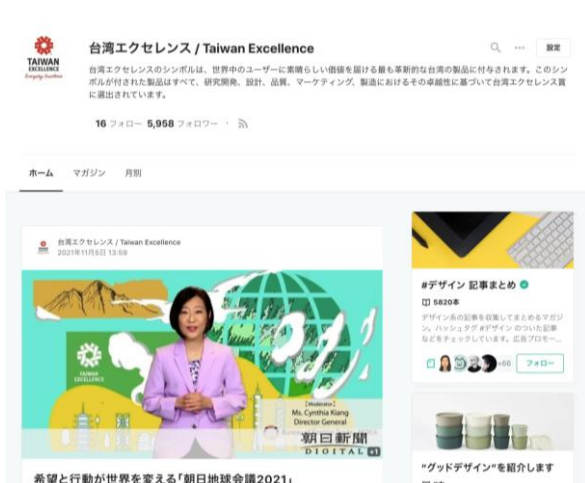 TAIWAN
EXCELLENCE
Everyday Excellence
台湾エクセレンス / Taiwan Excellence
設定
台湾エクセレンスのシンボルは、世界中のユーザーに素晴らしい価値を届ける最も革新的な台湾の製品に付与されます。このシン
ボルが付された製品はすべて、研究開発、設計、品質、マーケティング、製造におけるその卓越性に基づいて台湾エクセレンス賞
に選出されています。
16 フォロー 5,958 フォロワー ・
ホーム マガジン 月別
台湾エクセレンス / Taiwan Excellence
2021年11月5日 13:59
TAIWAN
EXCELLENCE
[Moderator]
Ms. Cynthia Kiang
Director General
朝日新聞
DIGITAL
希望と行動が世界を変える「朝日地球会議2021」
#デザイン 記事まとめ
5820本
デザイン系の記事を収集してまとめるマガジ
ン。ハッシュタグ #デザイン のついた記事
などをチェックしています。広告プロモー...
+66 フォロー
“グッドデザイン”を紹介します